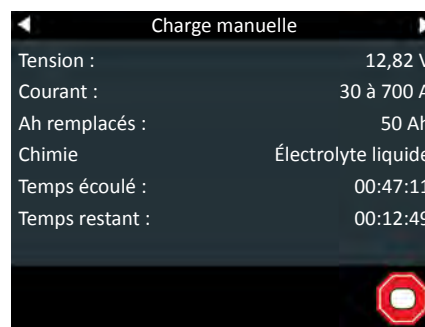 Charge manuelle
Tension : 12,82 V
Courant : 30 à 700 A
Ah remplacés : 50 Ah
Chimie Électrolyte liquide
Temps écoulé : 00:47:11
Temps restant : 00:12:49